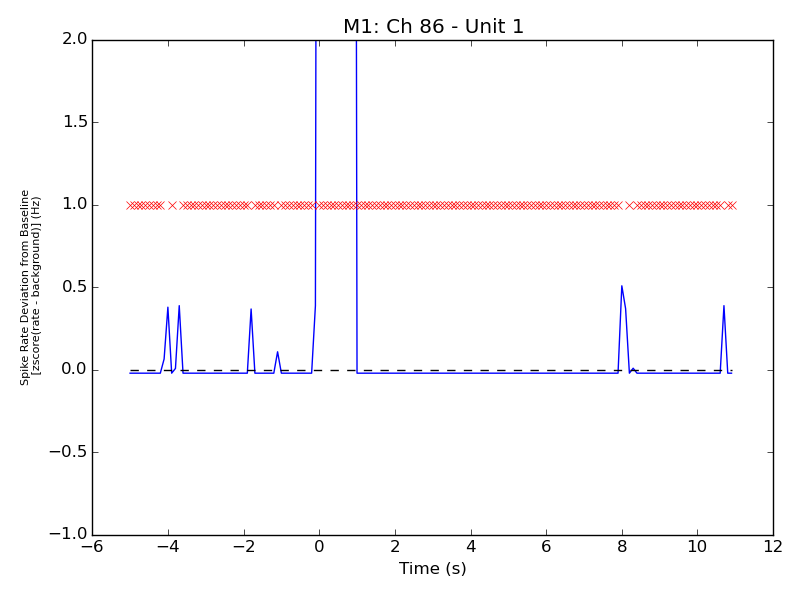 M1: Ch 86 - Unit 1
2.0
1.5
1.0
0.5
0.0
−0.5
−1.0
Spike Rate Deviation from Baseline
[zscore(rate - background)] (Hz)
−6 −4 −2 0 2 4 6 8 10 12
Time (s)